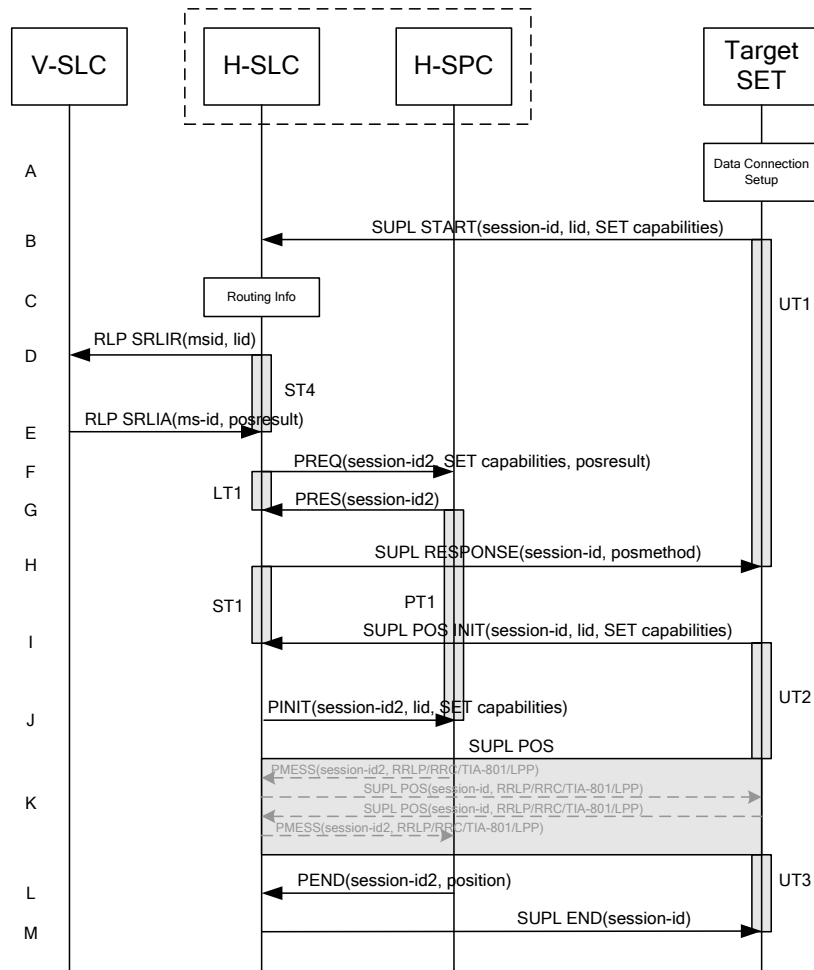 V-SLC
H-SLC
H-SPC
Target
SET
A
Data Connection
Setup
B
SUPL START(session-id, lid, SET capabilities)
C
Routing Info
UT1
D
RLP SRLIR(msid, lid)
ST4
E
RLP SRLIA(ms-id, posresult)
F
PREQ(session-id2, SET capabilities, posresult)
LT1
G
PRES(session-id2)
H
SUPL RESPONSE(session-id, posmethod)
ST1
PT1
I
SUPL POS INIT(session-id, lid, SET capabilities)
UT2
J
PINIT(session-id2, lid, SET capabilities)
SUPL POS
PMESS(session-id2, RRLP/RRC/TIA-801/LPP)
SUPL POS(session-id, RRLP/RRC/TIA-801/LPP)
K
SUPL POS(session-id, RRLP/RRC/TIA-801/LPP)
PMESS(session-id2, RRLP/RRC/TIA-801/LPP)
L
PEND(session-id2, position)
UT3
M
SUPL END(session-id)